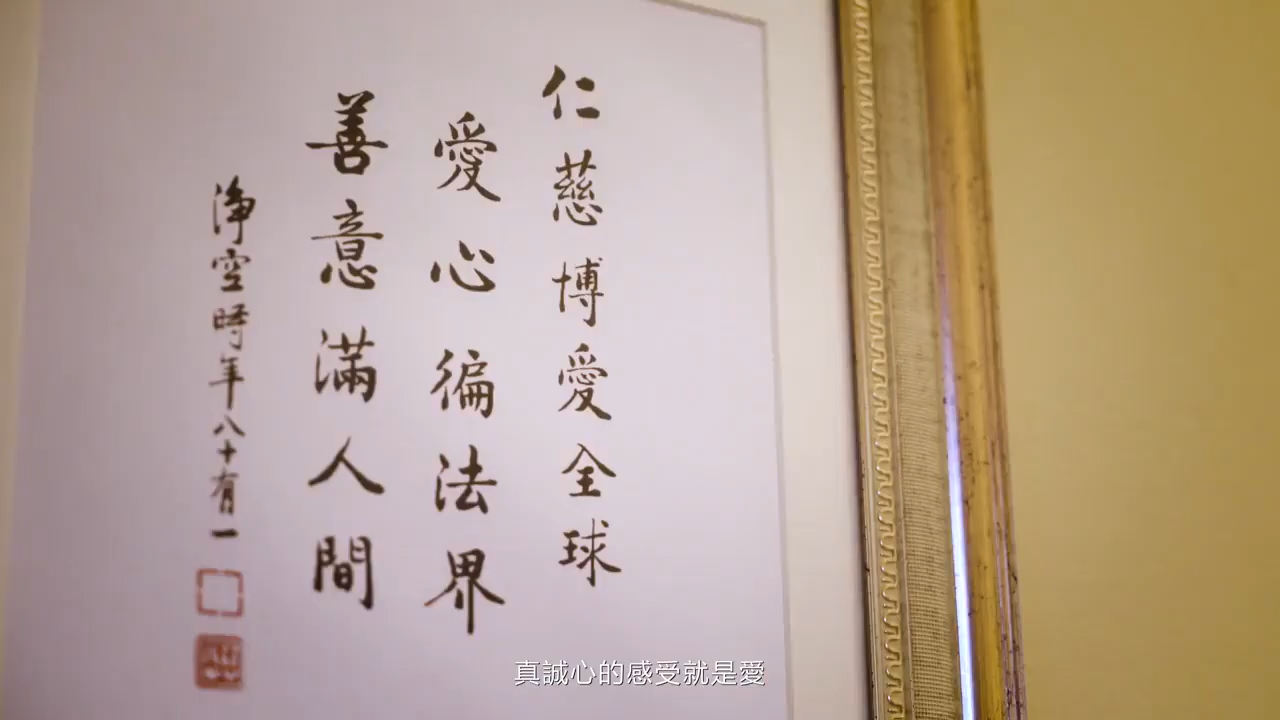 仁慈博愛全球
愛心徧法界
善意滿人間
淨空時年八十有一
真誠心的感受就是愛